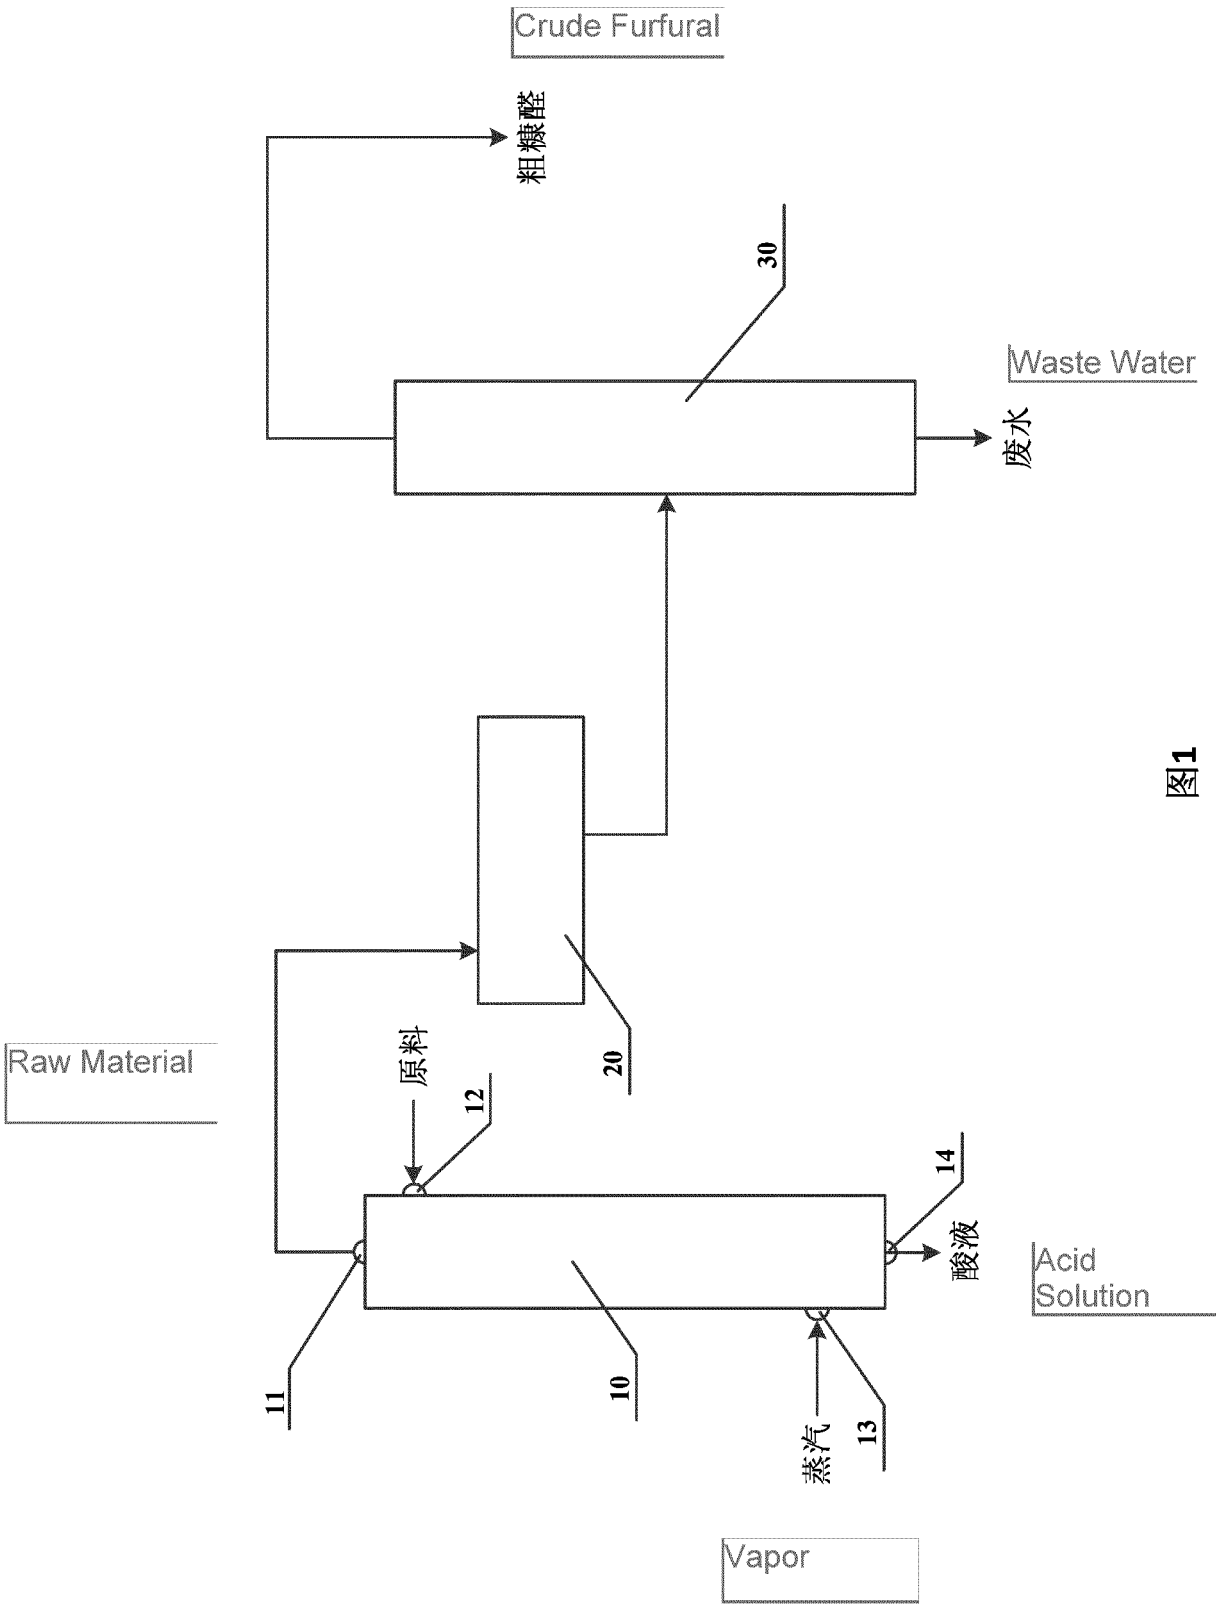 Crude Furfural
粗糠醛
30
Waste Water
废水
Raw Material
原料
12
20
14
酸液
Acid
Solution
11
10
13
蒸汽
Vapor
图1